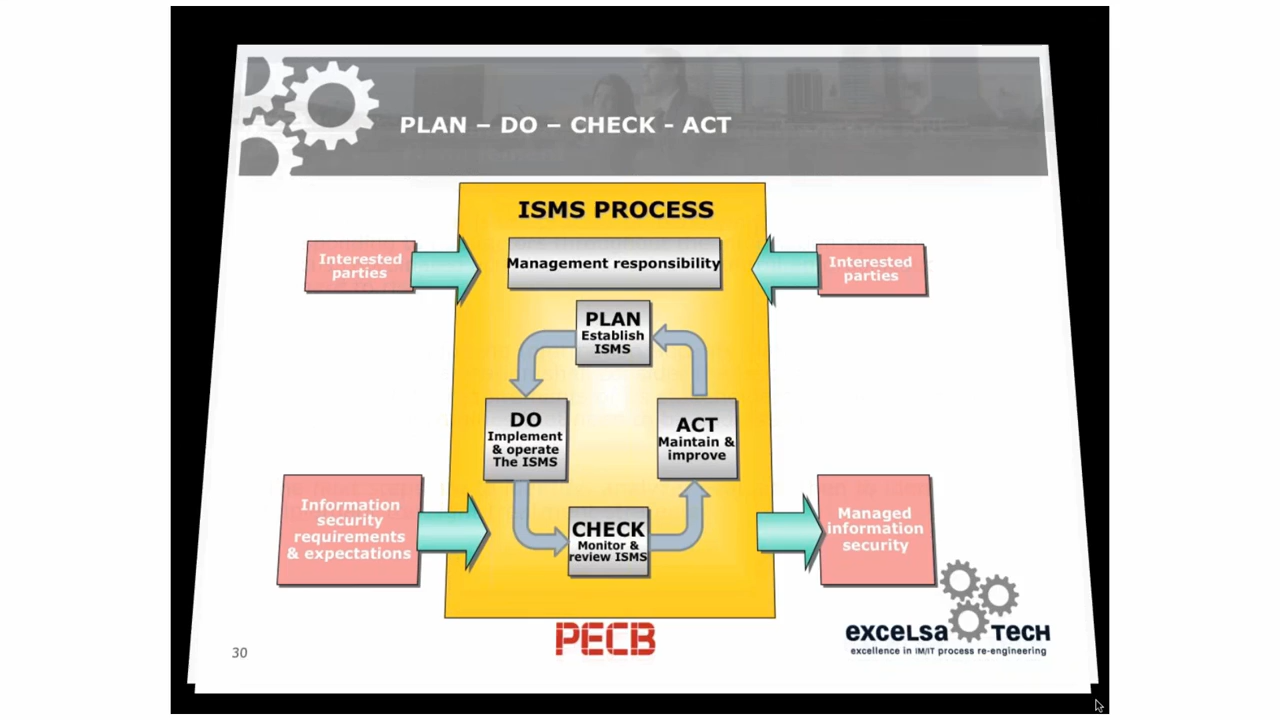 PLAN – DO – CHECK - ACT
ISMS PROCESS
Interested
parties
Management responsibility
Interested
parties
PLAN
Establish
ISMS
DO
Implement
& operate
The ISMS
ACT
Maintain &
improve
CHECK
Monitor &
review ISMS
Information
security
requirements
& expectations
Managed
information
security
PECB
excelsa TECH
excellence in IM/IT process re-engineering
30